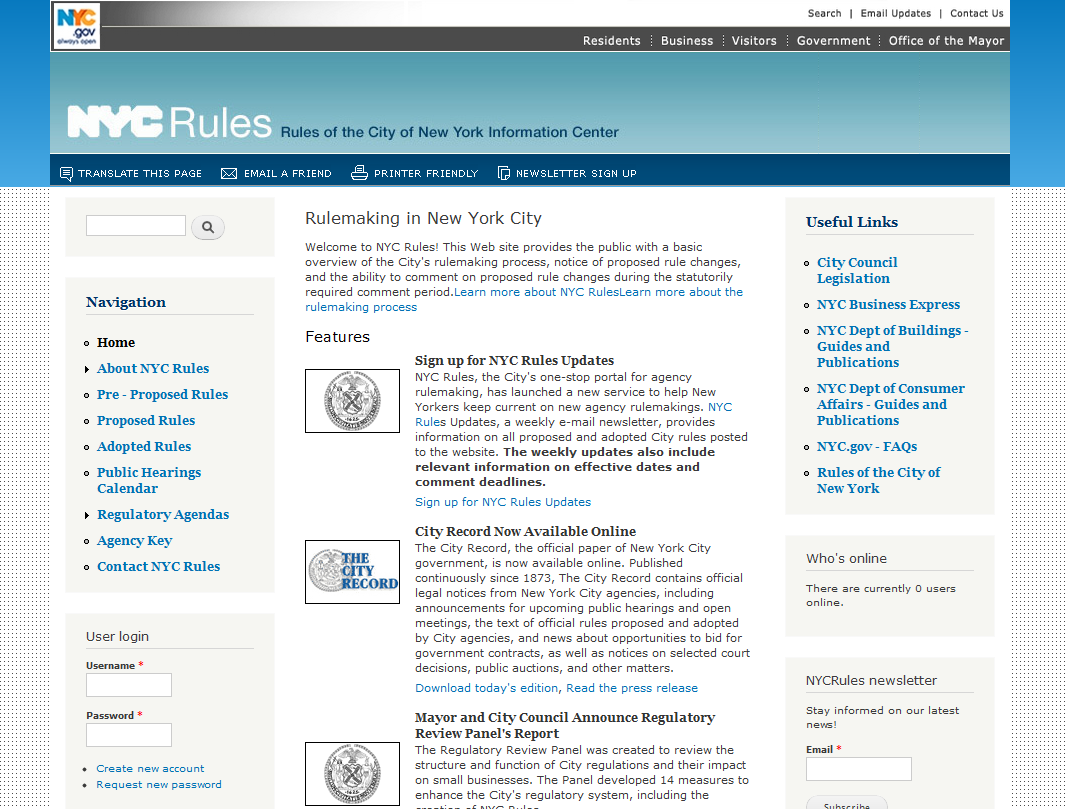 NYC
.gov
always open
Search | Email Updates | Contact Us
Residents
Business
Visitors
Government
Office of the Mayor
NYC Rules Rules of the City of New York Information Center
TRANSLATE THIS PAGE
EMAIL A FRIEND
PRINTER FRIENDLY
NEWSLETTER SIGN UP
Navigation
Home
About NYC Rules
Pre - Proposed Rules
Proposed Rules
Adopted Rules
Public Hearings
Calendar
Regulatory Agendas
Agency Key
Contact NYC Rules
User login
Username *
Password *
Create new account
Request new password
Rulemaking in New York City
Welcome to NYC Rules! This Web site provides the public with a basic
overview of the City's rulemaking process, notice of proposed rule changes,
and the ability to comment on proposed rule changes during the statutorily
required comment period.Learn more about NYC RulesLearn more about the
rulemaking process
Features
Sign up for NYC Rules Updates
NYC Rules, the City's one-stop portal for agency
rulemaking, has launched a new service to help New
Yorkers keep current on new agency rulemakings. NYC
Rules Updates, a weekly e-mail newsletter, provides
information on all proposed and adopted City rules posted
to the website. The weekly updates also include
relevant information on effective dates and
comment deadlines.
Sign up for NYC Rules Updates
THE
CITY
RECORD
City Record Now Available Online
The City Record, the official paper of New York City
government, is now available online. Published
continuously since 1873, The City Record contains official
legal notices from New York City agencies, including
announcements for upcoming public hearings and open
meetings, the text of official rules proposed and adopted
by City agencies, and news about opportunities to bid for
government contracts, as well as notices on selected court
decisions, public auctions, and other matters.
Download today's edition, Read the press release
Mayor and City Council Announce Regulatory
Review Panel's Report
The Regulatory Review Panel was created to review the
structure and function of City regulations and their impact
on small businesses. The Panel developed 14 measures to
enhance the City's regulatory system, including the
creation of NYC Rules.
Useful Links
City Council
Legislation
NYC Business Express
NYC Dept of Buildings -
Guides and
Publications
NYC Dept of Consumer
Affairs - Guides and
Publications
NYC.gov - FAQs
Rules of the City of
New York
Who's online
There are currently 0 users
online.
NYCRules newsletter
Stay informed on our latest
news!
Email *
Subscribe